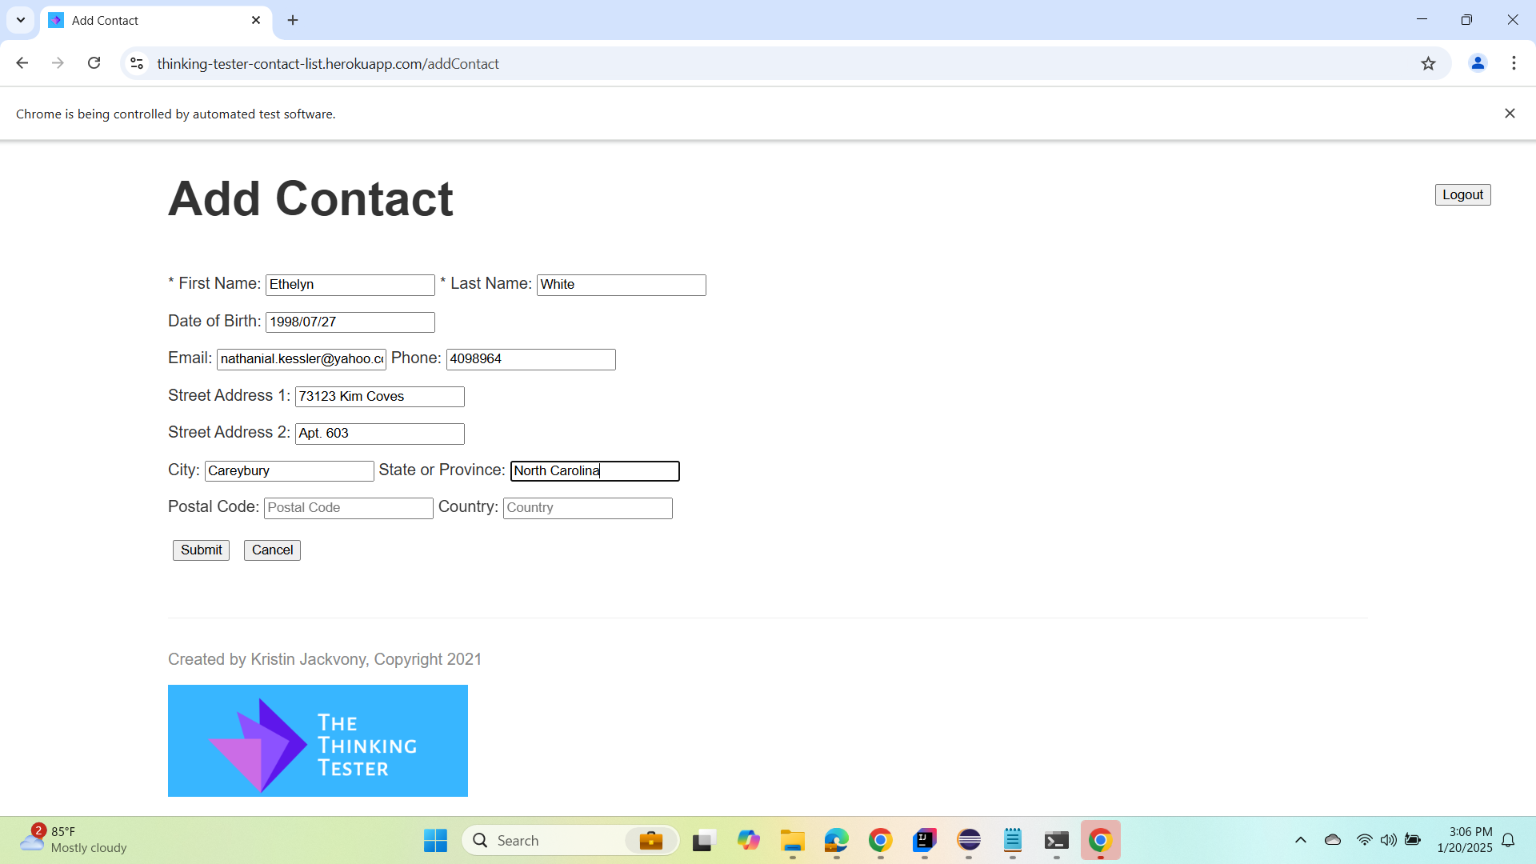 Add Contact
thinking-tester-contact-list.herokuapp.com/addContact
Chrome is being controlled by automated test software.
Add Contact
Logout
* First Name: Ethelyn * Last Name: White
Date of Birth: 1998/07/27
Email: nathanial.kessler@yahoo.c Phone: 4098964
Street Address 1: 73123 Kim Coves
Street Address 2: Apt. 603
City: Careybury State or Province: North Carolina
Postal Code: Postal Code Country: Country
Submit Cancel
Created by Kristin Jackvony, Copyright 2021
THE
THINKING
TESTER
2
85°F
Mostly cloudy
Search
3:06 PM
1/20/2025